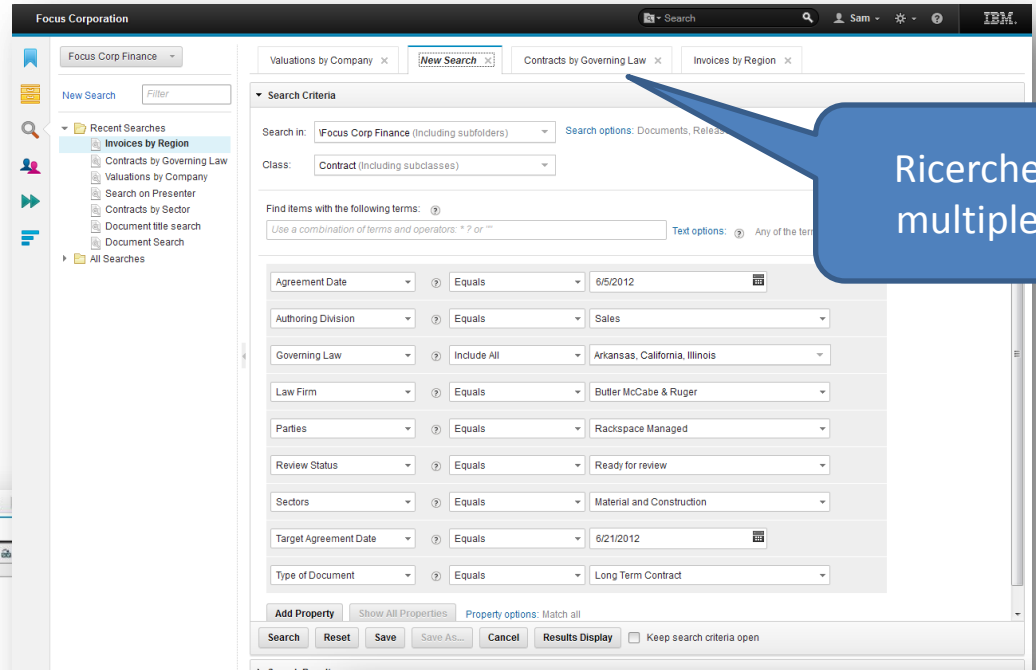 Focus Corporation
Search
Sam
IBM.
Focus Corp Finance
New Search
Filter
Recent Searches
Invoices by Region
Contracts by Governing Law
Valuations by Company
Search on Presenter
Contracts by Sector
Document title search
Document Search
All Searches
Valuations by Company
New Search
Contracts by Governing Law
Invoices by Region
Search Criteria
Search in: \Focus Corp Finance (Including subfolders) Search options: Documents,
Class: Contract (Including subclasses)
Ricerche
multiple
Find items with the following terms:
Use a combination of terms and operators: * ? or ""
Text options: Any of the
Agreement Date Equals 6/5/2012
Authoring Division Equals Sales
Governing Law Include All Arkansas, California, Illinois
Law Firm Equals Butler McCabe & Ruger
Parties Equals Rackspace Managed
Review Status Equals Ready for review
Sectors Equals Material and Construction
Target Agreement Date Equals 6/21/2012
Type of Document Equals Long Term Contract
Add Property Show All Properties Property options: Match all
Search Reset Save Save As... Cancel Results Display Keep search criteria open